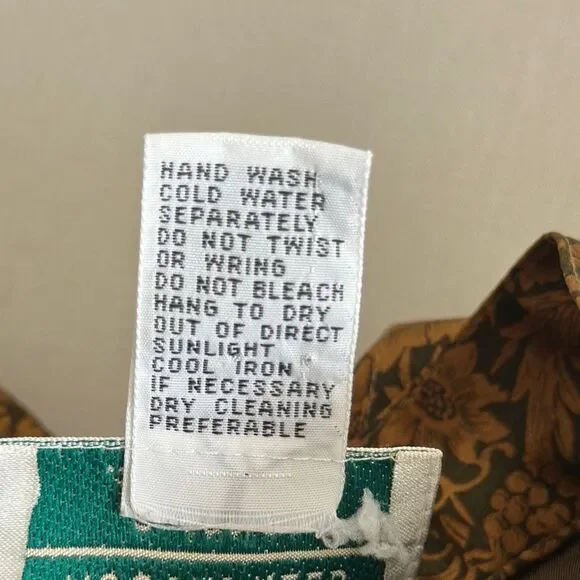 HAND WASH
COLD WATER
SEPARATELY
DO NOT TWIST
OR WRING
DO NOT BLEACH
HANG TO DRY
OUT OF DIRECT
SUNLIGHT
COOL IRON
IF NECESSARY
DRY CLEANING
PREFERABLE